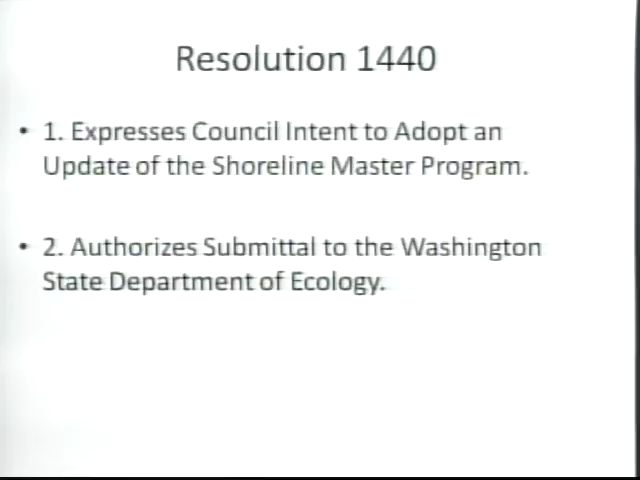 Resolution 1440
• 1. Expresses Council Intent to Adopt an
Update of the Shoreline Master Program.
• 2. Authorizes Submittal to the Washington
State Department of Ecology.